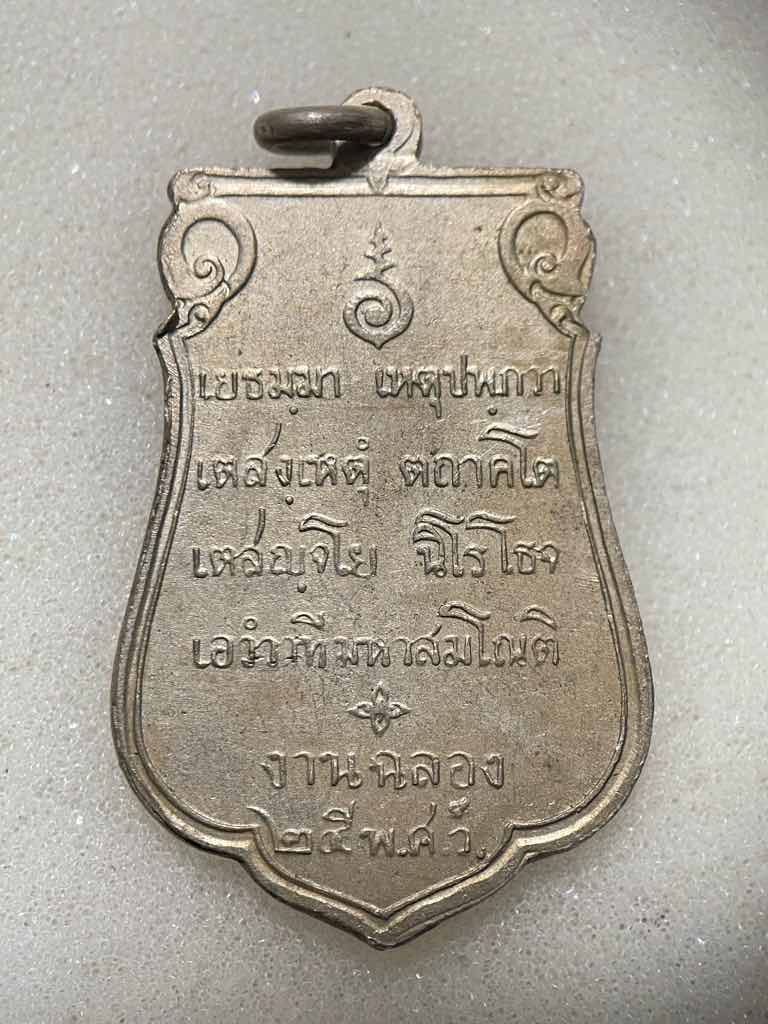 เยธมฺมา เหตุปฺพภวา
เตสํเหตุํ ตถาคโต
เตสญฺจโย นิโรโธจ
เอวํวาทีมหาสมโณติ
งานฉลอง
๒๕ พ.ศ.ว.